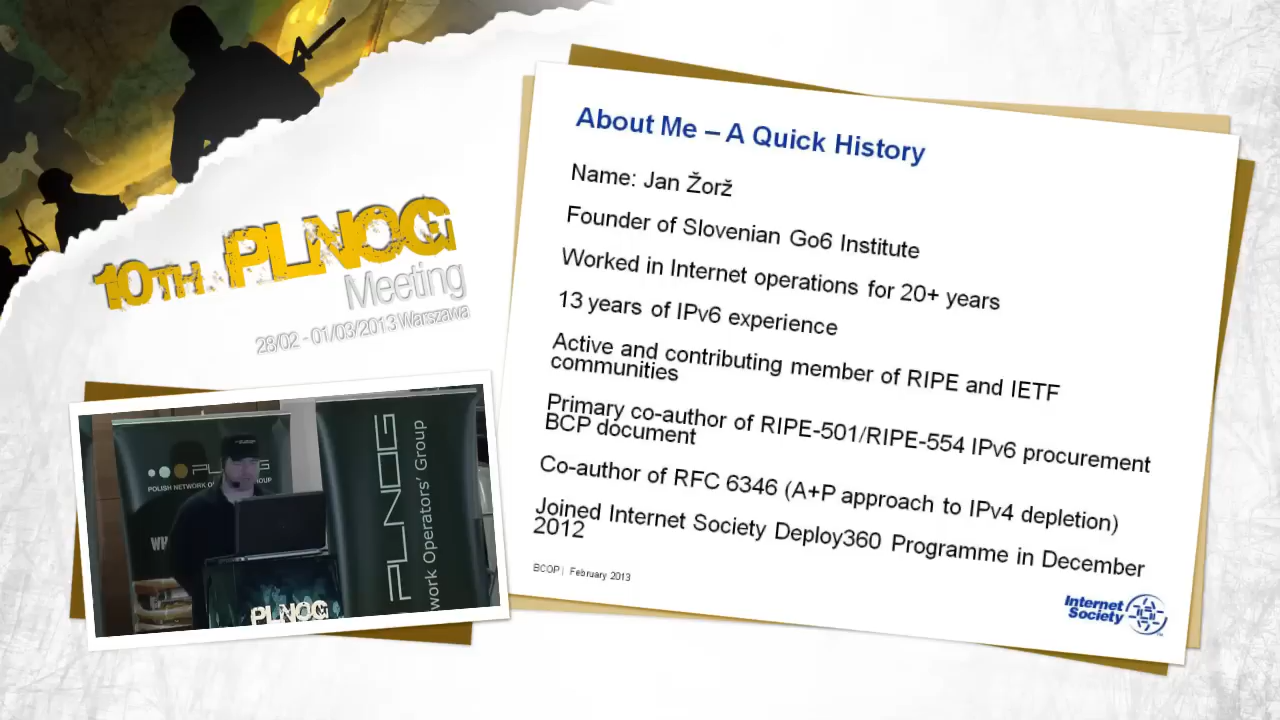 10TH PLNOG
Meeting
28/02 - 01/03/2013 Warszawa
About Me – A Quick History
Name: Jan Žorž
Founder of Slovenian Go6 Institute
Worked in Internet operations for 20+ years
13 years of IPv6 experience
Active and contributing member of RIPE and IETF
communities
Primary co-author of RIPE-501/RIPE-554 IPv6 procurement
BCP document
Co-author of RFC 6346 (A+P approach to IPv4 depletion)
Joined Internet Society Deploy360 Programme in December
2012
BCOP | February 2013
Internet
Society
POLISH NETWORK
GROUP
PLNOG
work Operators' Group
PLNOG